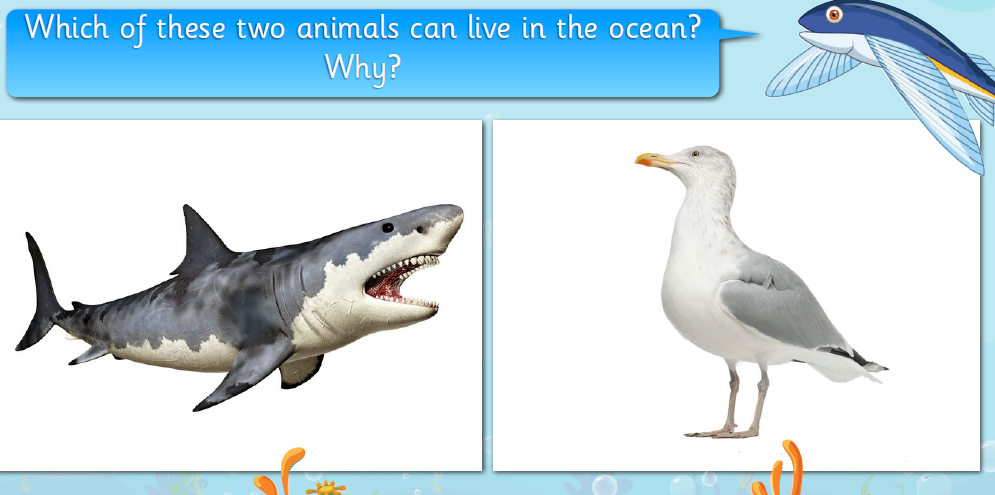 Which of these two animals can live in the ocean?
Why?